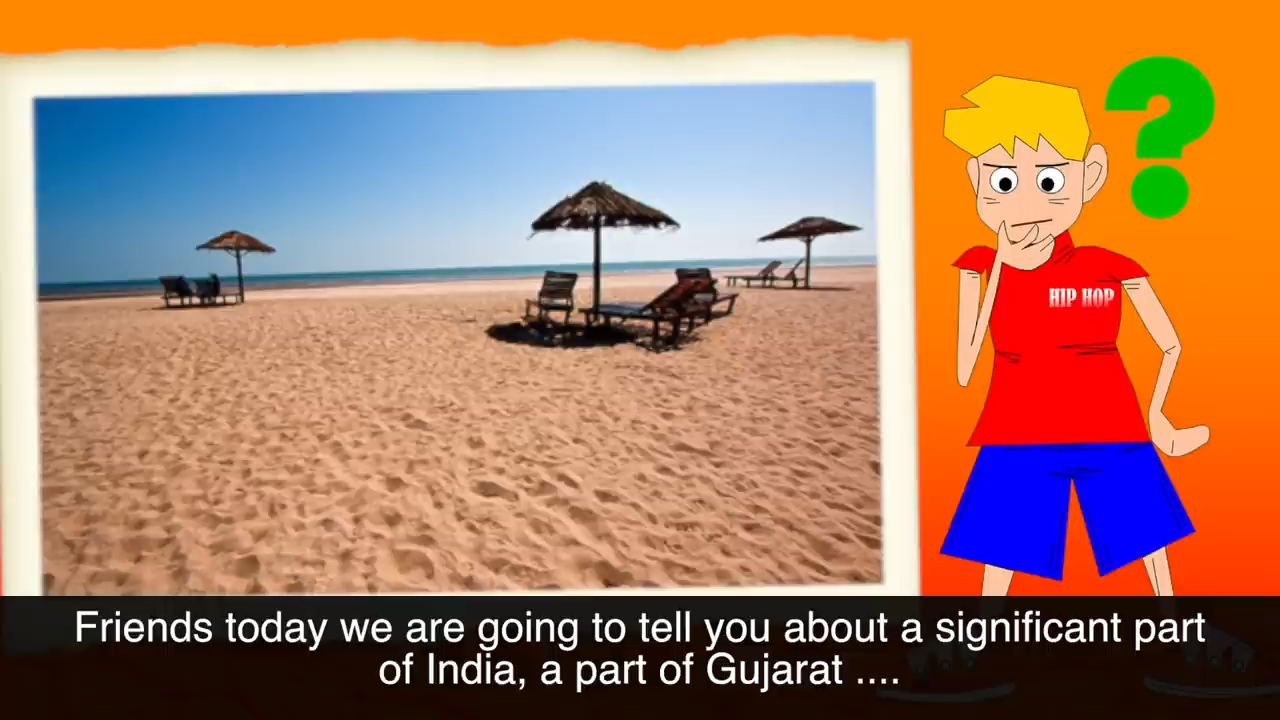 HIP HOP
Friends today we are going to tell you about a significant part
of India, a part of Gujarat ....